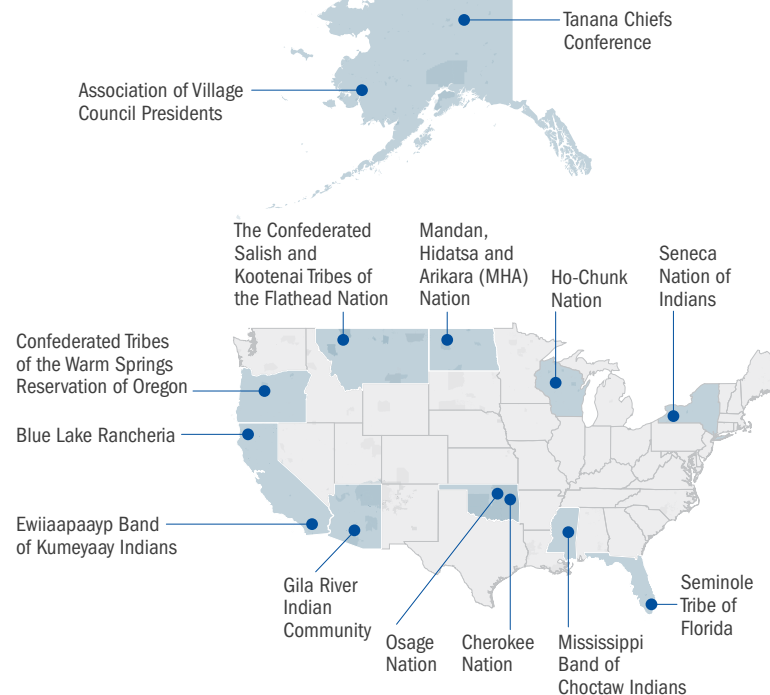 Tanana Chiefs
Conference
Association of Village
Council Presidents
The Confederated
Salish and
Kootenai Tribes of
the Flathead Nation
Mandan,
Hidatsa and
Arikara (MHA)
Nation
Ho-Chunk
Nation
Seneca
Nation of
Indians
Confederated Tribes
of the Warm Springs
Reservation of Oregon
Blue Lake Rancheria
Ewiiaapaayp Band
of Kumeyaay Indians
Gila River
Indian
Community
Osage
Nation
Cherokee
Nation
Mississippi
Band of
Choctaw Indians
Seminole
Tribe of
Florida